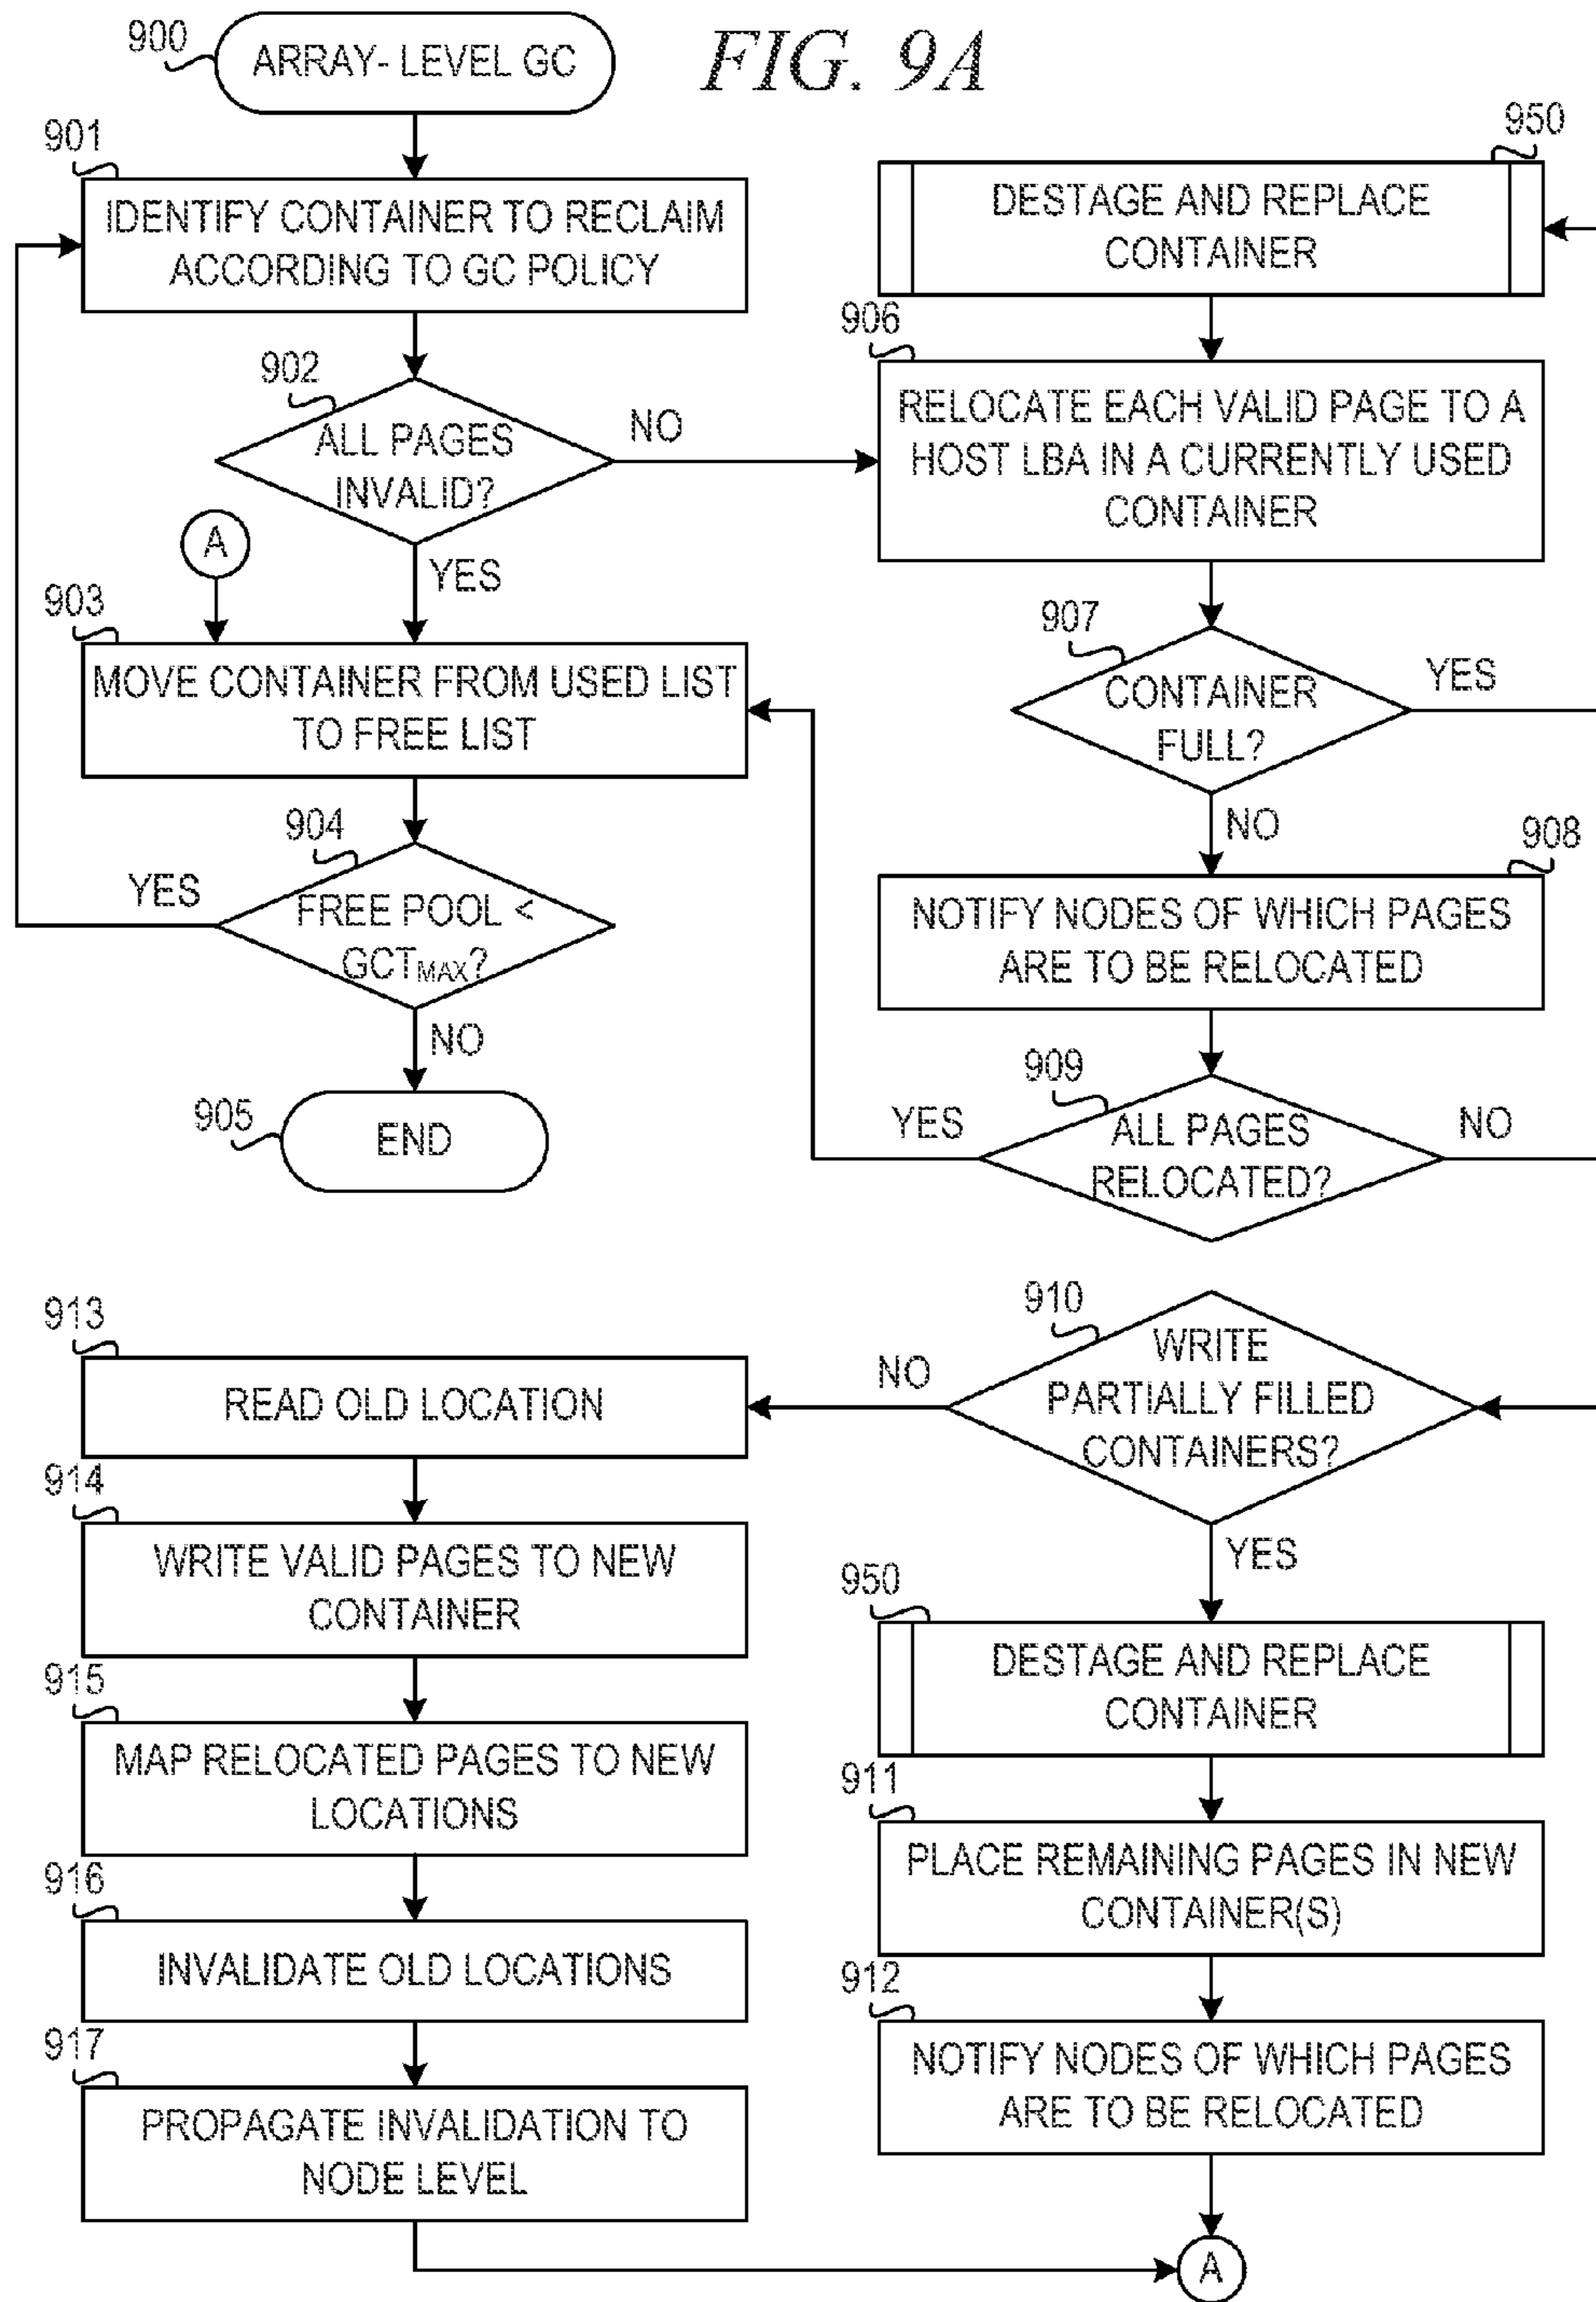 900
ARRAY- LEVEL GC
FIG. 9A
901
IDENTIFY CONTAINER TO RECLAIM
ACCORDING TO GC POLICY
902
ALL PAGES
INVALID?
NO
YES
A
903
MOVE CONTAINER FROM USED LIST
TO FREE LIST
904
FREE POOL <
GCTMAX?
YES
NO
905
END
950
DESTAGE AND REPLACE
CONTAINER
906
RELOCATE EACH VALID PAGE TO A
HOST LBA IN A CURRENTLY USED
CONTAINER
907
CONTAINER
FULL?
YES
NO
908
NOTIFY NODES OF WHICH PAGES
ARE TO BE RELOCATED
909
ALL PAGES
RELOCATED?
YES
NO
910
WRITE
PARTIALLY FILLED
CONTAINERS?
NO
YES
913
READ OLD LOCATION
914
WRITE VALID PAGES TO NEW
CONTAINER
915
MAP RELOCATED PAGES TO NEW
LOCATIONS
916
INVALIDATE OLD LOCATIONS
917
PROPAGATE INVALIDATION TO
NODE LEVEL
950
DESTAGE AND REPLACE
CONTAINER
911
PLACE REMAINING PAGES IN NEW
CONTAINER(S)
912
NOTIFY NODES OF WHICH PAGES
ARE TO BE RELOCATED
A